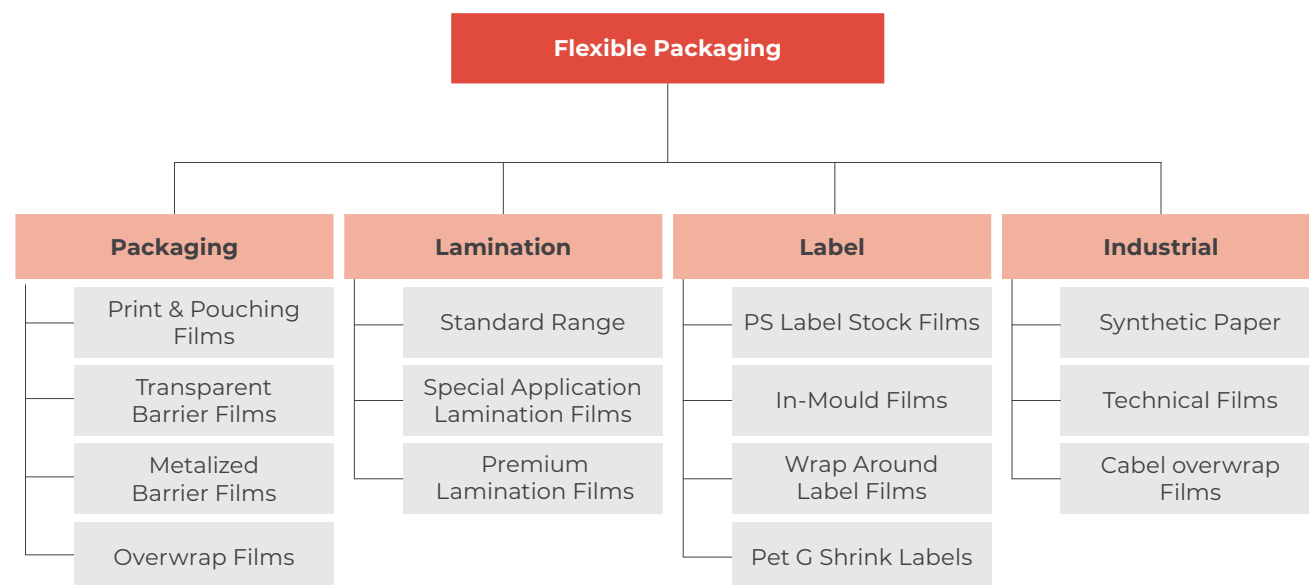 Flexible Packaging
Packaging
Print & Pouching
Films
Transparent
Barrier Films
Metalized
Barrier Films
Overwrap Films
Lamination
Standard Range
Special Application
Lamination Films
Premium
Lamination Films
Label
PS Label Stock Films
In-Mould Films
Wrap Around
Label Films
Pet G Shrink Labels
Industrial
Synthetic Paper
Technical Films
Cabel overwrap
Films